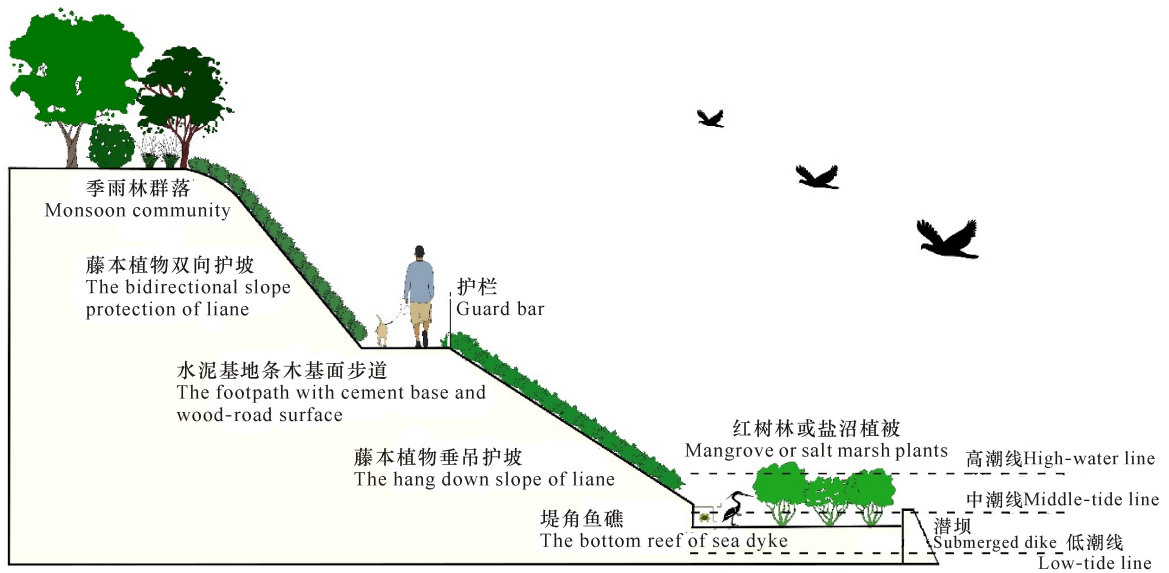 季雨林群落
Monsoon community
藤本植物双向护坡
The bidirectional slope
protection of liane
护栏
Guard bar
水泥基地条木基面步道
The footpath with cement base and
wood-road surface
藤本植物垂吊护坡
The hang down slope of liane
红树林或盐沼植被
Mangrove or salt marsh plants
高潮线High-water line
中潮线Middle-tide line
堤角鱼礁
The bottom reef of sea dyke
潜坝
Submerged dike
低潮线
Low-tide line